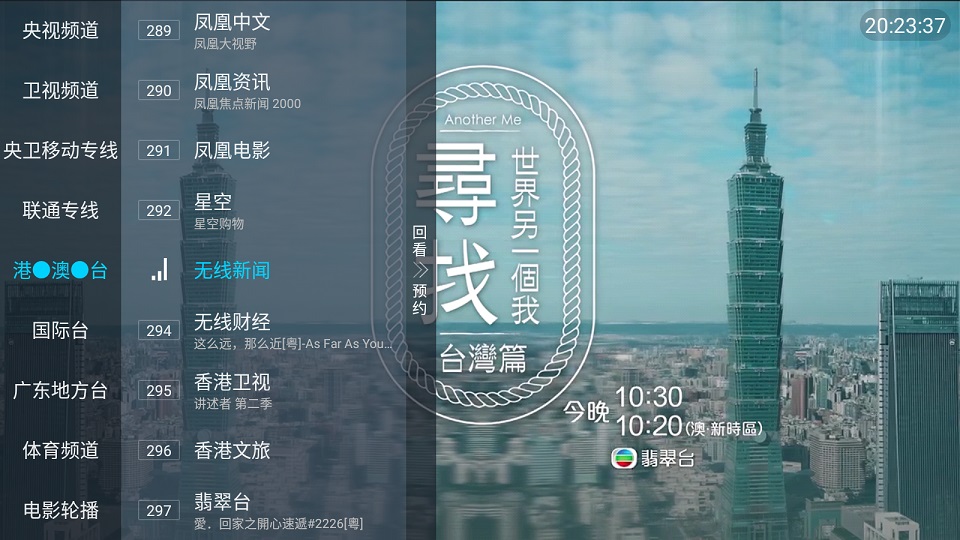 央视频道
卫视频道
央卫移动专线
联通专线
港●澳●台
国际台
广东地方台
体育频道
电影轮播
289 凤凰中文
凤凰大视野
290 凤凰资讯
凤凰焦点新闻 2000
291 凤凰电影
292 星空
星空购物
无线新闻
294 无线财经
这么远，那么近[粤]-As Far As You...
295 香港卫视
讲述者 第二季
296 香港文旅
297 翡翠台
愛．回家之開心速遞#2226[粵]
回看
预约
20:23:37
Another Me
尋找
世界另一個我
台灣篇
今晚 10:30
10:20(澳·新時區)
翡翠台